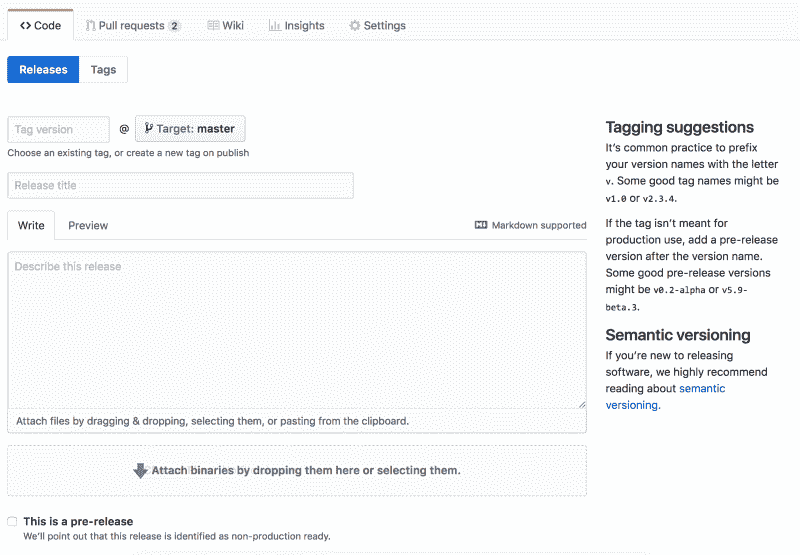 Code Pull requests 2 Wiki Insights Settings
Releases Tags
Tag version @ Target: master
Choose an existing tag, or create a new tag on publish
Release title
Write Preview Markdown supported
Describe this release
Attach files by dragging & dropping, selecting them, or pasting from the clipboard.
Attach binaries by dropping them here or selecting them.
This is a pre-release
We'll point out that this release is identified as non-production ready.
Tagging suggestions
It's common practice to prefix
your version names with the letter
v. Some good tag names might be
v1.0 or v2.3.4.
If the tag isn't meant for
production use, add a pre-release
version after the version name.
Some good pre-release versions
might be v0.2-alpha or v5.9-
beta.3.
Semantic versioning
If you're new to releasing
software, we highly recommend
reading about semantic
versioning.